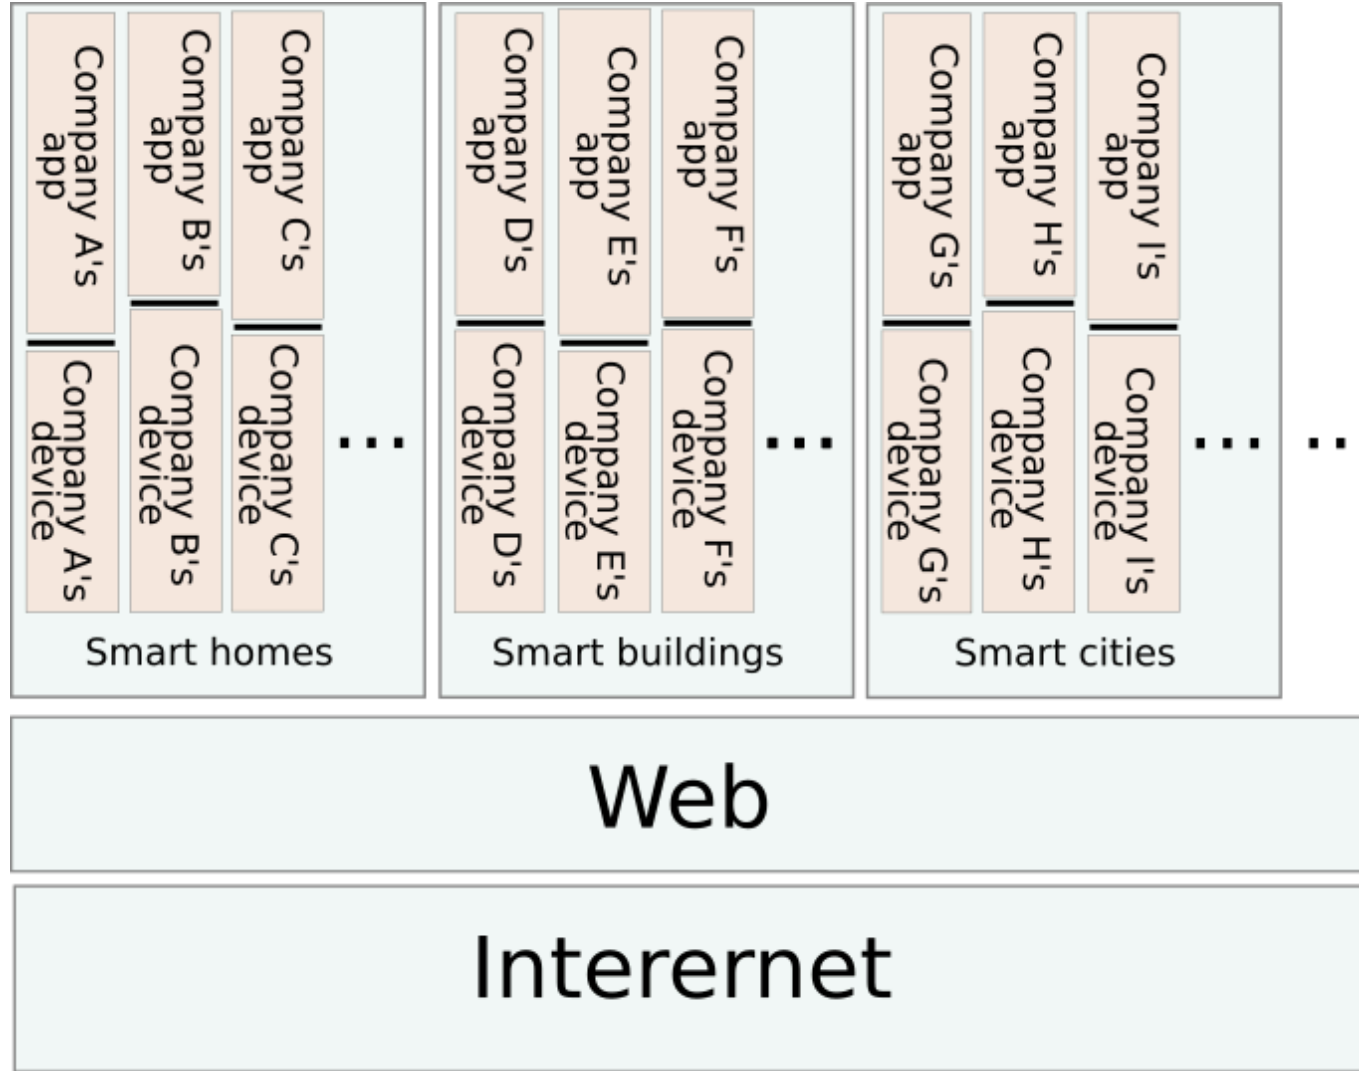 Company A's
app
Company B's
app
Company C's
app
Company D's
app
Company E's
app
Company F's
app
Company G's
app
Company H's
app
Company I's
app
Company A's
device
Company B's
device
Company C's
device
...
Company D's
device
Company E's
device
Company F's
device
...
Company G's
device
Company H's
device
Company I's
device
... ..
Smart homes
Smart buildings
Smart cities
Web
Interernet